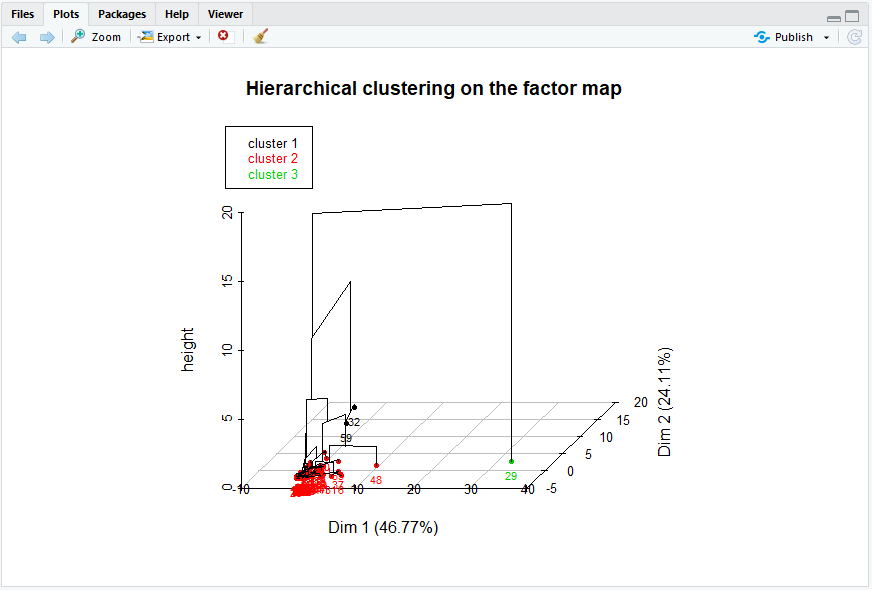 Files Plots Packages Help Viewer
Zoom Export Publish
Hierarchical clustering on the factor map
cluster 1
cluster 2
cluster 3
20
15
10
5
0
height
-10 10 20 30 40
Dim 1 (46.77%)
-5
0
5
10
15
20
Dim 2 (24.11%)
32
59
48
29
37
16